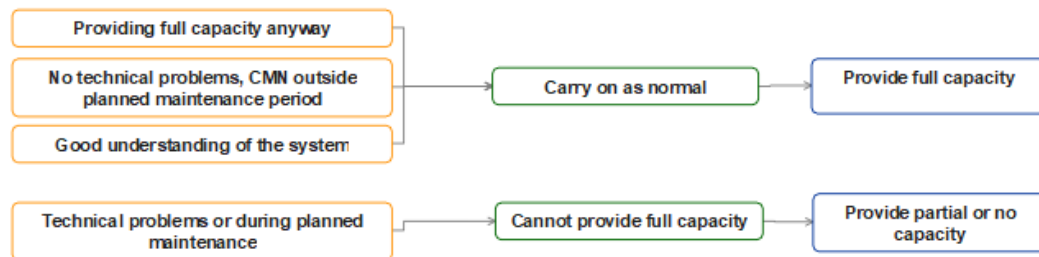 Providing full capacity anyway
No technical problems, CMN outside
planned maintenance period
Good understanding of the system
Carry on as normal
Provide full capacity
Technical problems or during planned
maintenance
Cannot provide full capacity
Provide partial or no
capacity